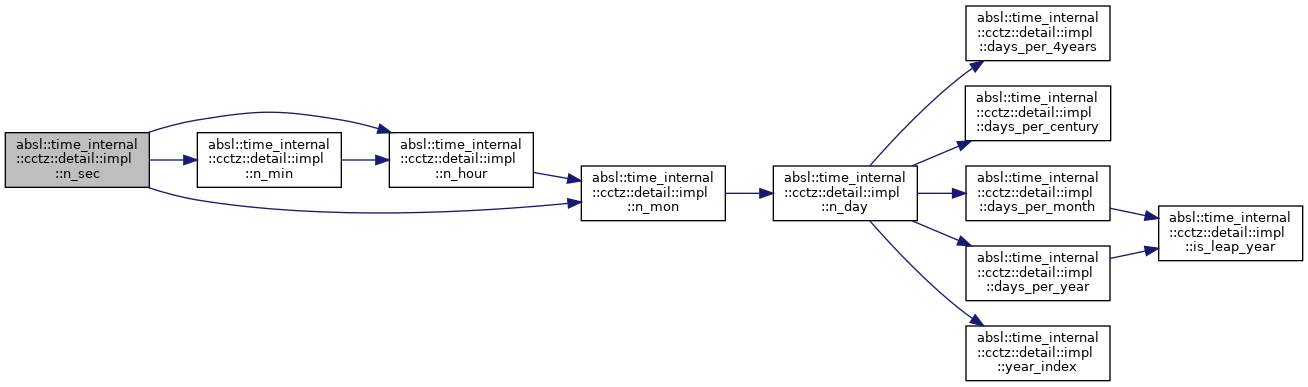 absl::time_internal
::cctz::detail::impl
::n_sec
absl::time_internal
::cctz::detail::impl
::n_min
absl::time_internal
::cctz::detail::impl
::n_hour
absl::time_internal
::cctz::detail::impl
::n_mon
absl::time_internal
::cctz::detail::impl
::n_day
absl::time_internal
::cctz::detail::impl
::days_per_4years
absl::time_internal
::cctz::detail::impl
::days_per_century
absl::time_internal
::cctz::detail::impl
::days_per_month
absl::time_internal
::cctz::detail::impl
::days_per_year
absl::time_internal
::cctz::detail::impl
::year_index
absl::time_internal
::cctz::detail::impl
::is_leap_year